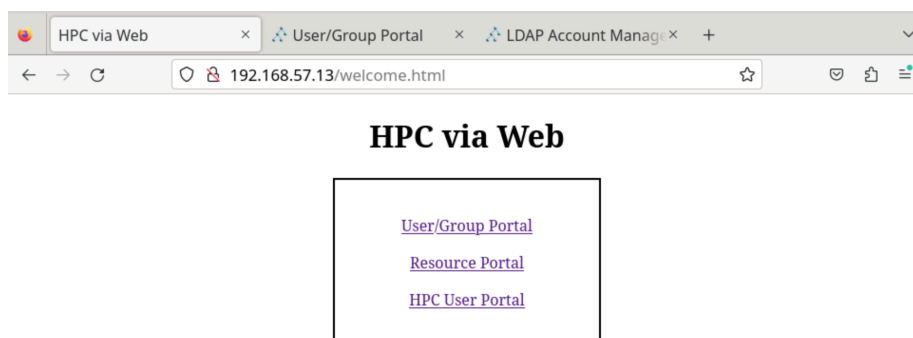 HPC via Web
User/Group Portal
LDAP Account Manage
192.168.57.13/welcome.html
HPC via Web
User/Group Portal
Resource Portal
HPC User Portal